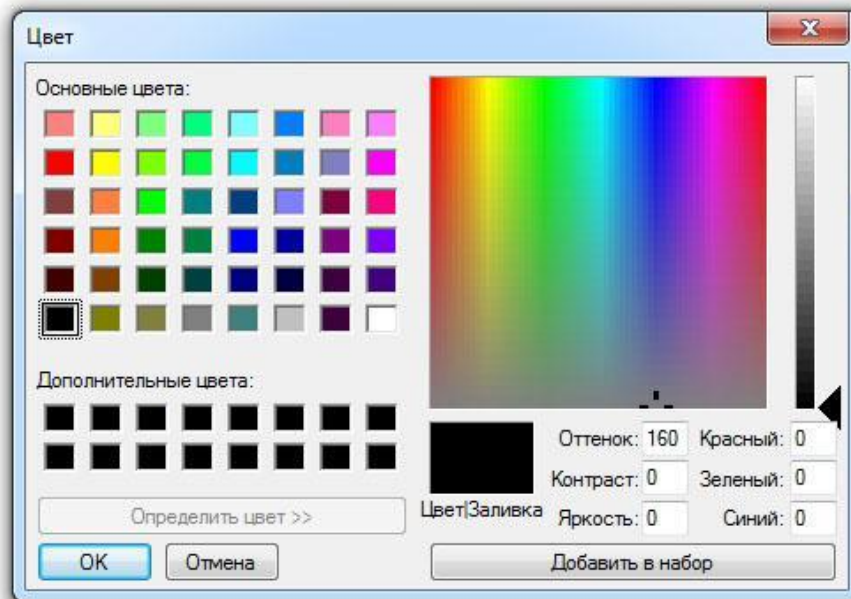 Цвет
Основные цвета:
Дополнительные цвета:
Определить цвет >>
OK
Отмена
Цвет|Заливка
Оттенок: 160
Контраст: 0
Яркость: 0
Красный: 0
Зеленый: 0
Синий: 0
Добавить в набор